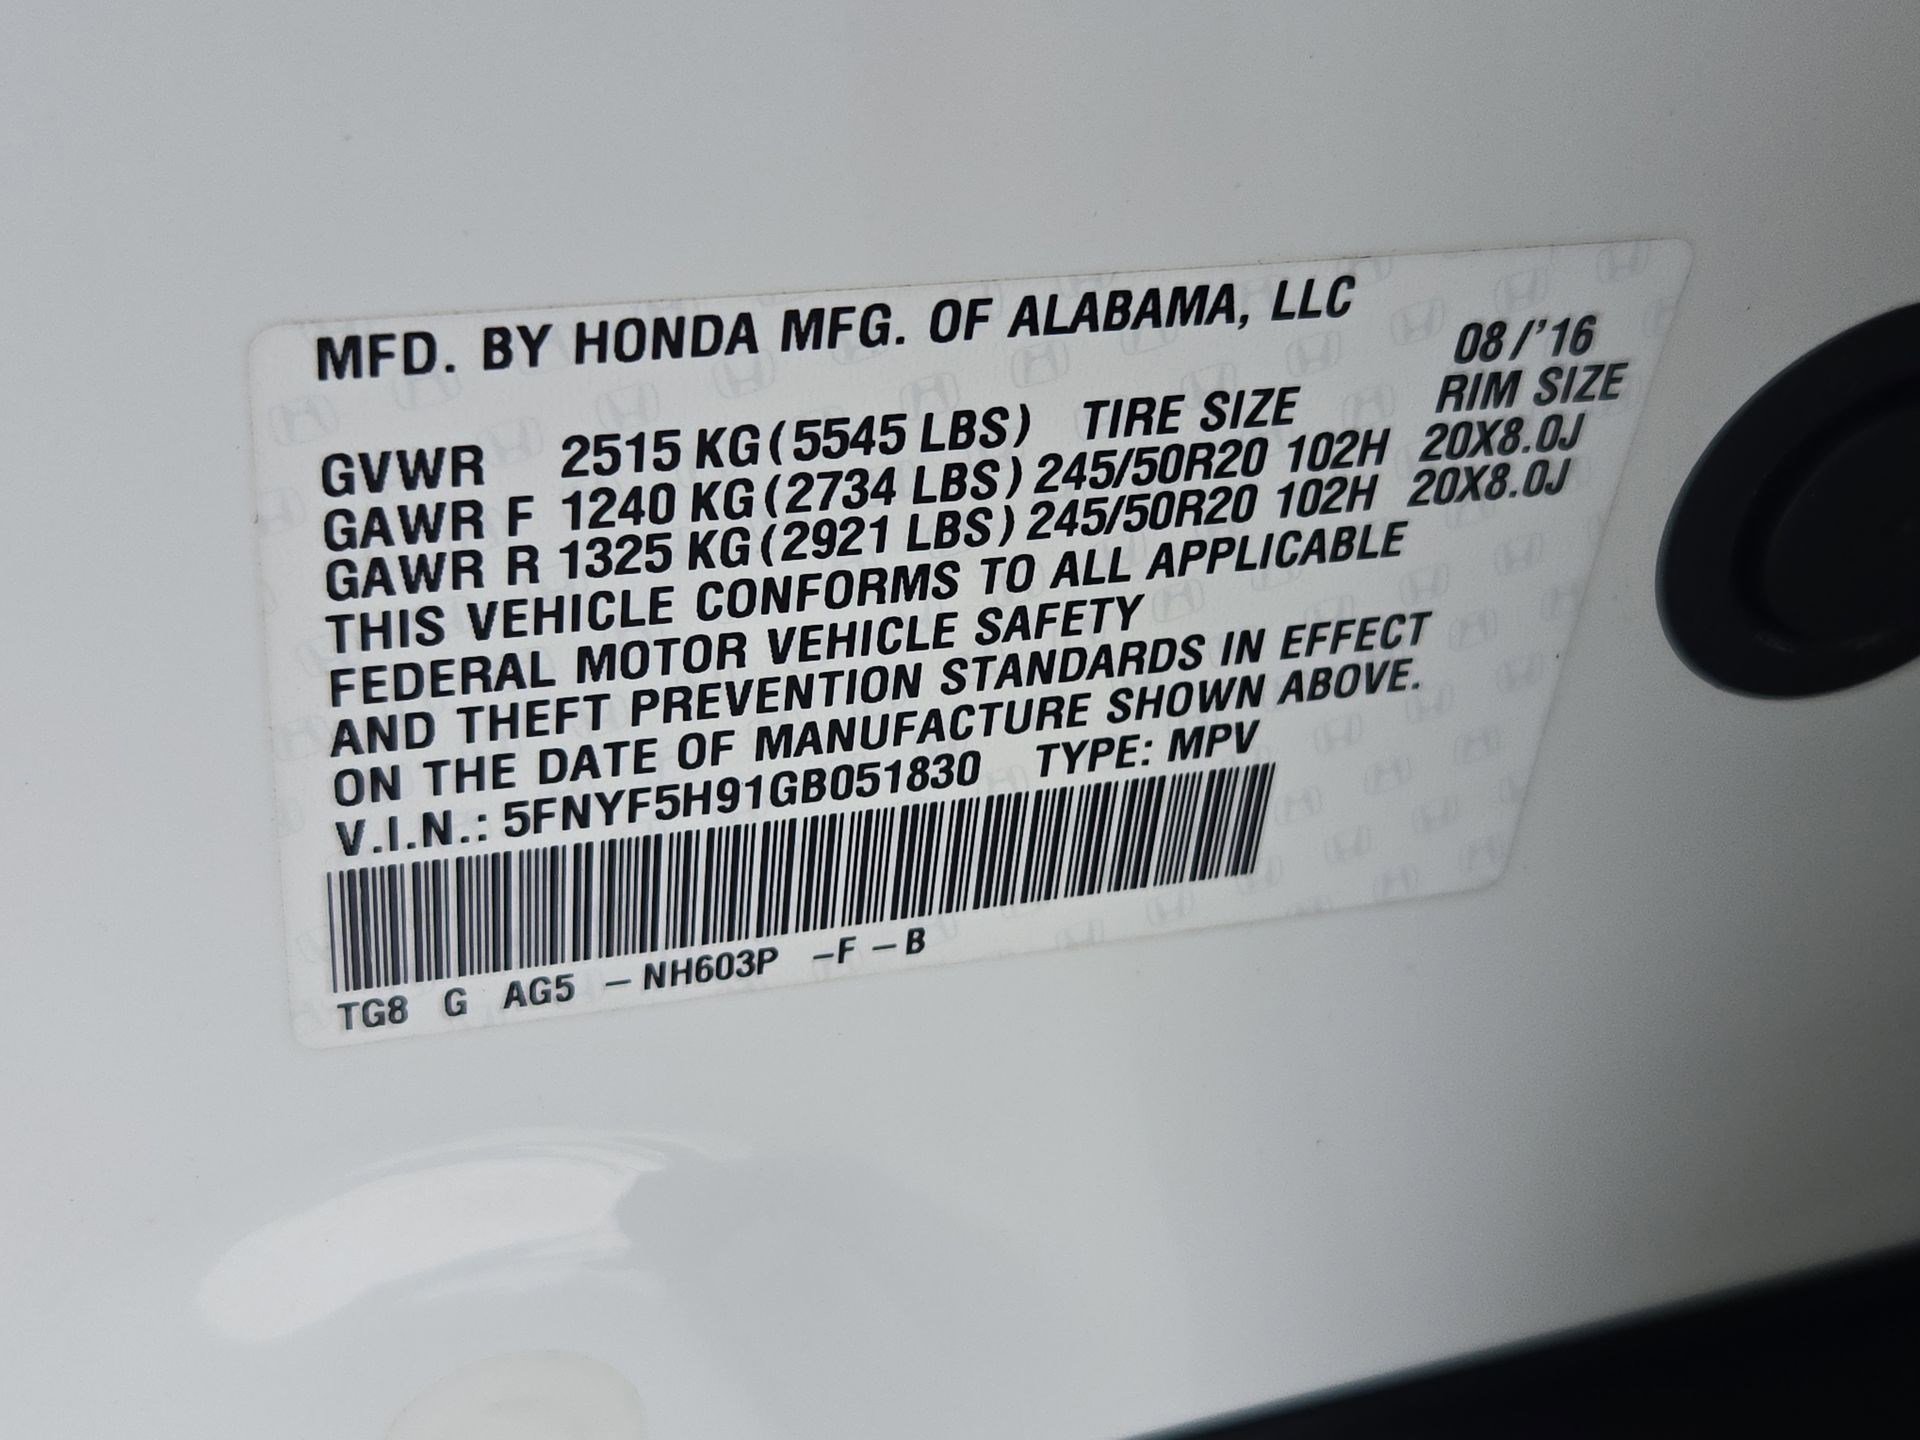 MFD. BY HONDA MFG. OF ALABAMA, LLC
08/'16
GVWR 2515 KG(5545 LBS) TIRE SIZE RIM SIZE
GAWR F 1240 KG(2734 LBS) 245/50R20 102H 20X8.0J
GAWR R 1325 KG(2921 LBS) 245/50R20 102H 20X8.0J
THIS VEHICLE CONFORMS TO ALL APPLICABLE
FEDERAL MOTOR VEHICLE SAFETY
AND THEFT PREVENTION STANDARDS IN EFFECT
ON THE DATE OF MANUFACTURE SHOWN ABOVE.
V.I.N.: 5FNYF5H91GB051830 TYPE: MPV
TG8 G AG5 – NH603P –F – B